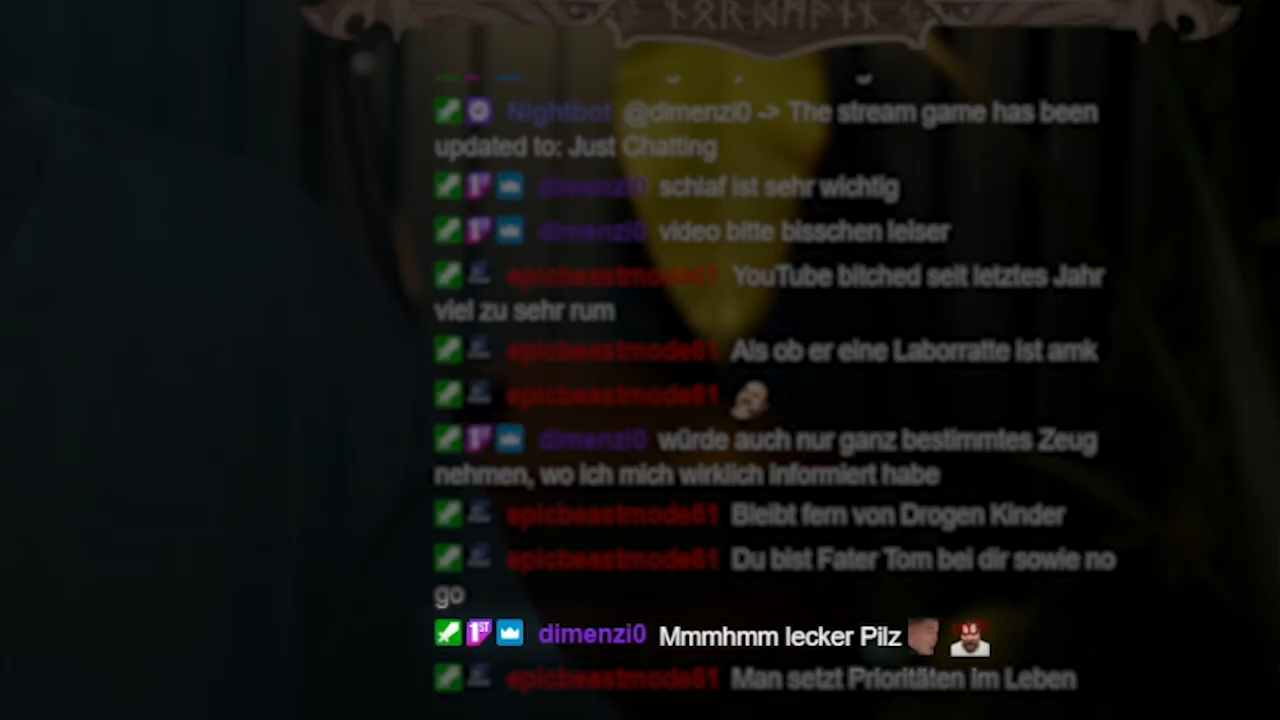 Nightbot @dimenzi0 -> The stream game has been
updated to: Just Chatting
1ST dimenzi0 schlaf ist sehr wichtig
1ST dimenzi0 video bitte bisschen leiser
epicbeastmode61 YouTube bitched seit letztes Jahr
viel zu sehr rum
epicbeastmode61 Als ob er eine Laborratte ist amk
epicbeastmode61
1ST dimenzi0 würde auch nur ganz bestimmtes Zeug
nehmen, wo ich mich wirklich informiert habe
epicbeastmode61 Bleibt fern von Drogen Kinder
epicbeastmode61 Du bist Fater Tom bei dir sowie no
go
1ST dimenzi0 Mmmhmm lecker Pilz
epicbeastmode61 Man setzt Prioritäten im Leben